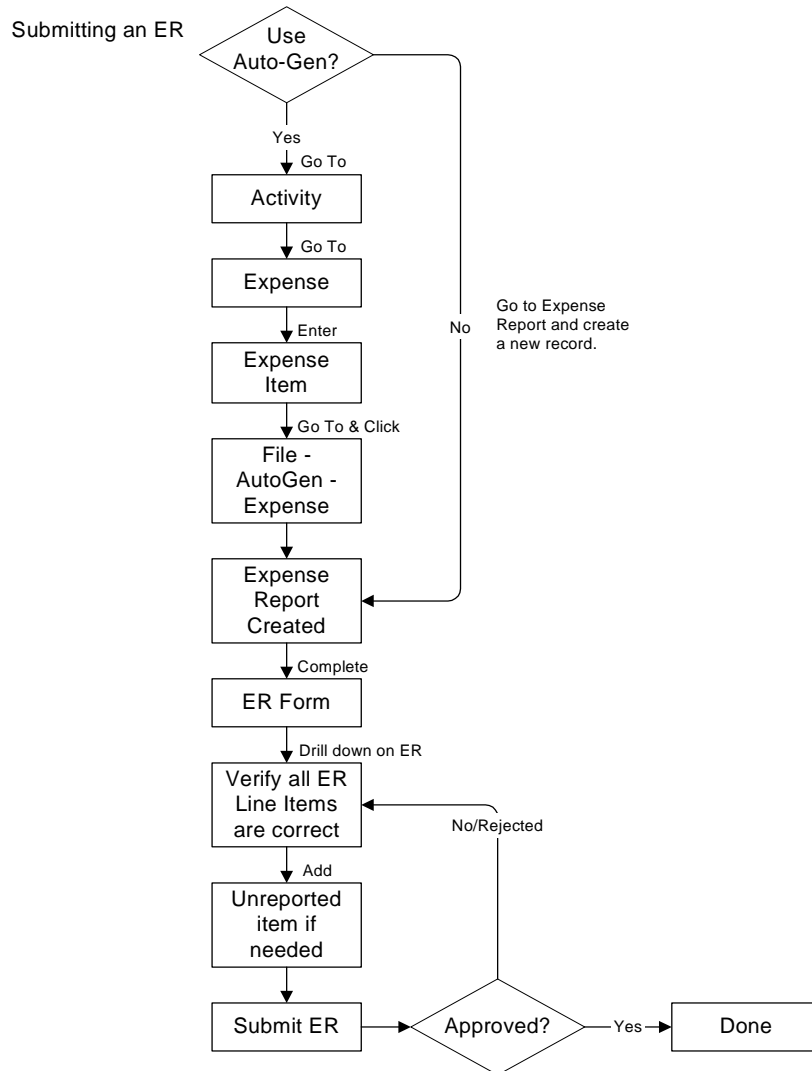 Submitting an ER
Use
Auto-Gen?
Yes
Go To
Activity
Go To
Expense
Enter
Expense
Item
Go To & Click
File -
AutoGen -
Expense
No
Go to Expense
Report and create
a new record.
Expense
Report
Created
Complete
ER Form
Drill down on ER
Verify all ER
Line Items
are correct
No/Rejected
Add
Unreported
item if
needed
Submit ER
Approved?
Yes
Done